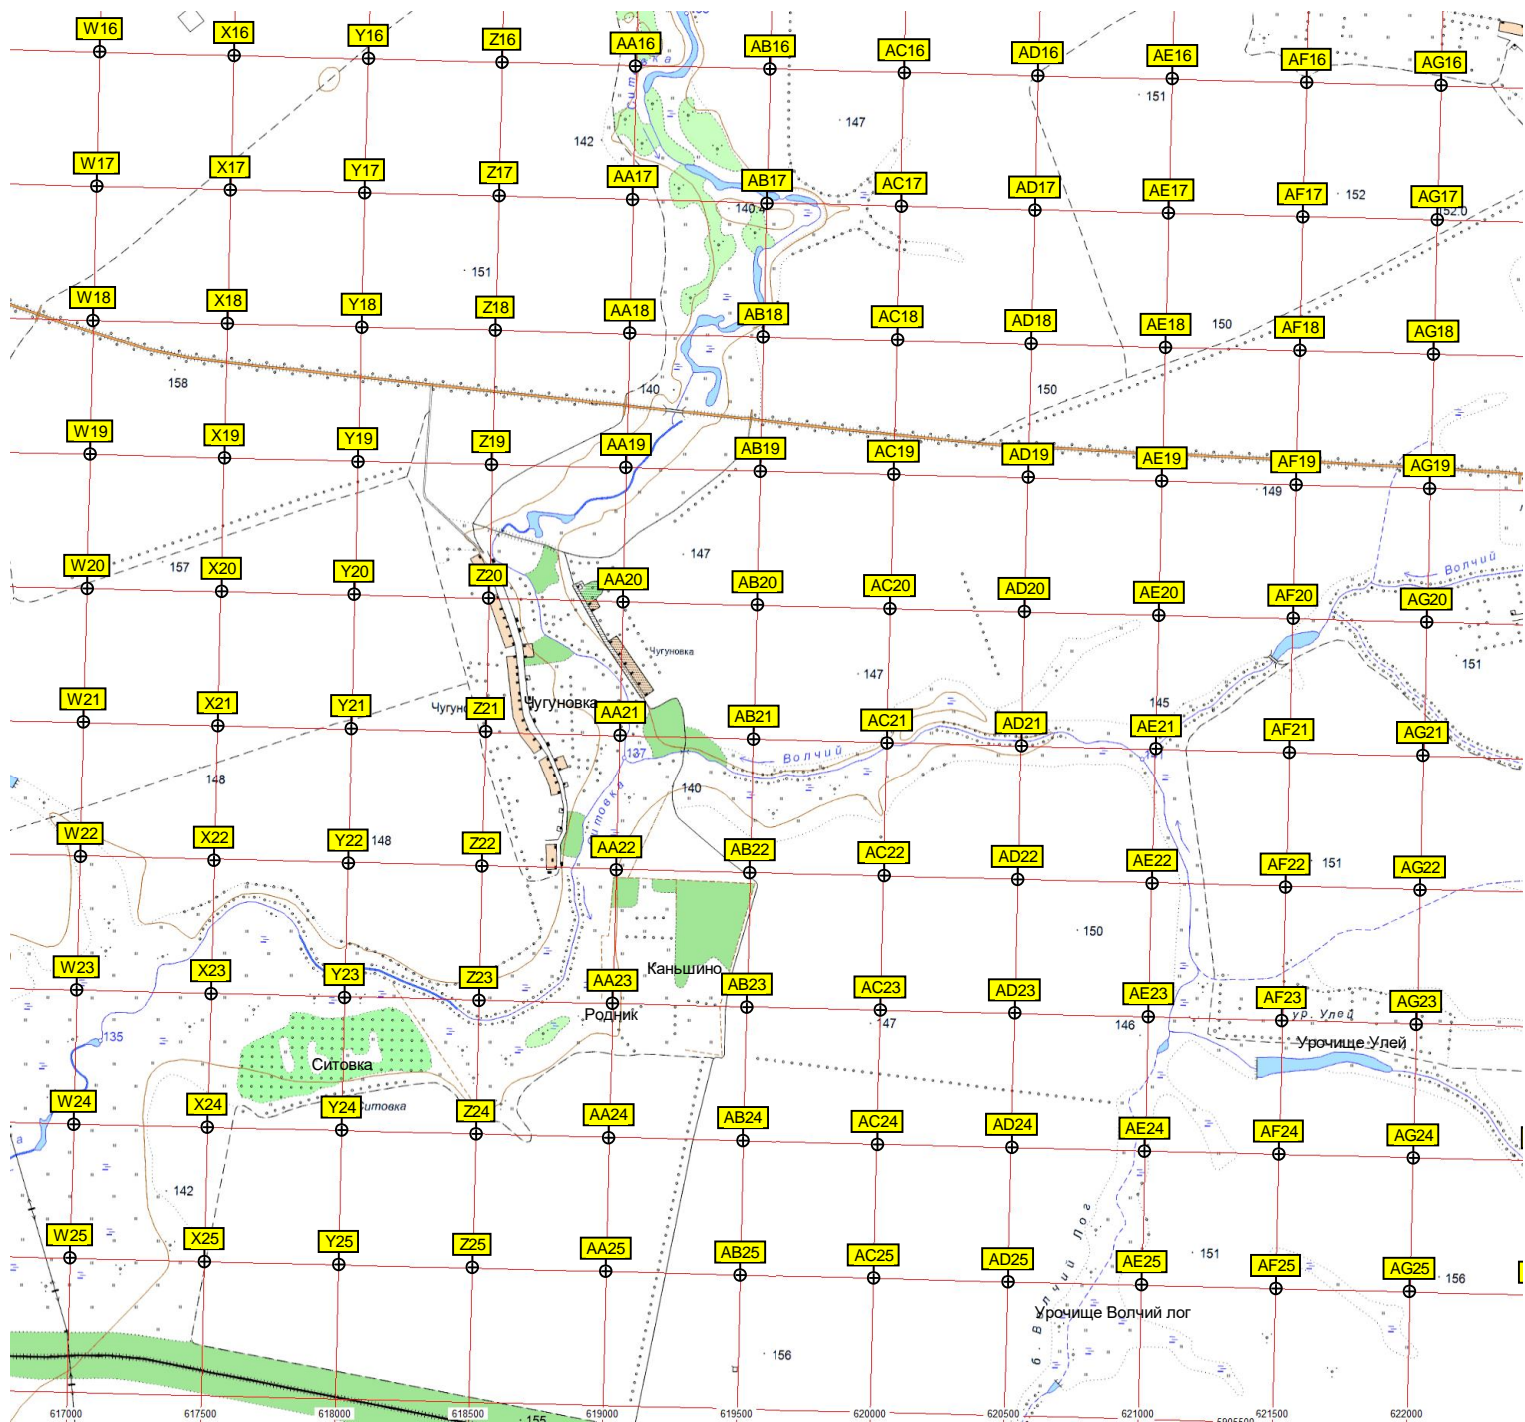 W16 X16 Y16 Z16 AA16 AB16 AC16 AD16 AE16 AF16 AG16
151
147
142
W17 X17 Y17 Z17 AA17 AB17 AC17 AD17 AE17 AF17 AG17
152
140.4
151
W18 X18 Y18 Z18 AA18 AB18 AC18 AD18 AE18 AF18 AG18
150
158
140
150
W19 X19 Y19 Z19 AA19 AB19 AC19 AD19 AE19 AF19 AG19
149
147
157
Волчий
W20 X20 Y20 Z20 AA20 AB20 AC20 AD20 AE20 AF20 AG20
Чугуновка
151
147
145
Чугуновка
W21 X21 Y21 Z21 AA21 AB21 AC21 AD21 AE21 AF21 AG21
137
Волчий
148
140
Ситовка
W22 X22 Y22 Z22 AA22 AB22 AC22 AD22 AE22 AF22 AG22
148
151
150
Каньшино
W23 X23 Y23 Z23 AA23 AB23 AC23 AD23 AE23 AF23 AG23
Родник
ур. Улей
147
146
135
Урочище Улей
Ситовка
W24 X24 Y24 Z24 AA24 AB24 AC24 AD24 AE24 AF24 AG24
Ситовка
142
б. Волчий Лог
W25 X25 Y25 Z25 AA25 AB25 AC25 AD25 AE25 AF25 AG25
151
156
Урочище Волчий лог
156
155
617000 617500 618000 618500 619000 619500 620000 620500 621000 621500 622000